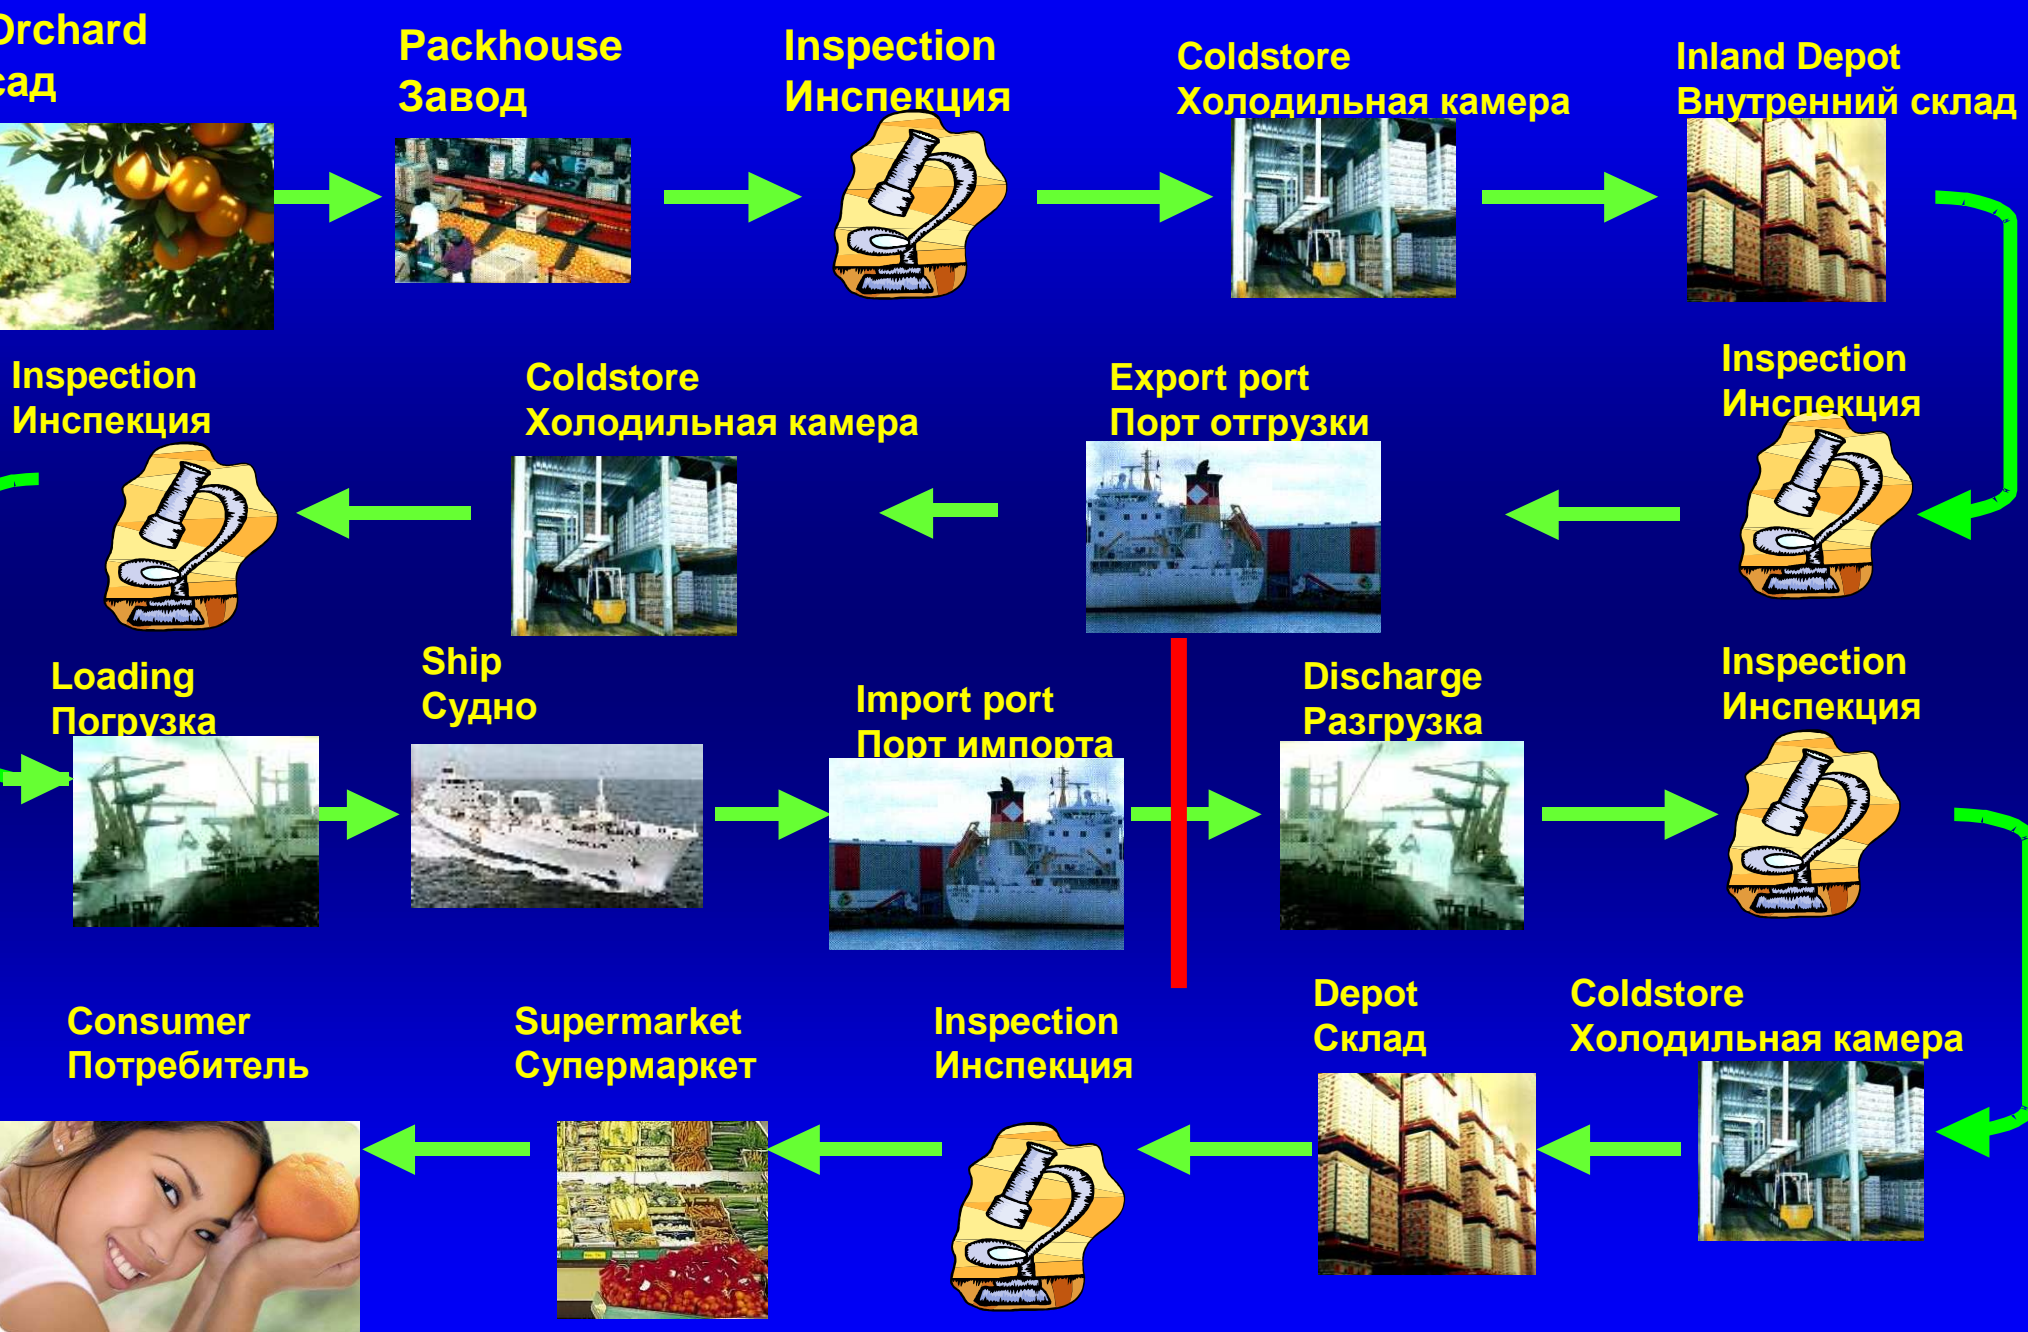 Orchard
сад
Packhouse
Завод
Inspection
Инспекция
Coldstore
Холодильная камера
Inland Depot
Внутренний склад
Inspection
Инспекция
Coldstore
Холодильная камера
Export port
Порт отгрузки
Inspection
Инспекция
Loading
Погрузка
Ship
Судно
Import port
Порт импорта
Discharge
Разгрузка
Inspection
Инспекция
Consumer
Потребитель
Supermarket
Супермаркет
Inspection
Инспекция
Depot
Склад
Coldstore
Холодильная камера